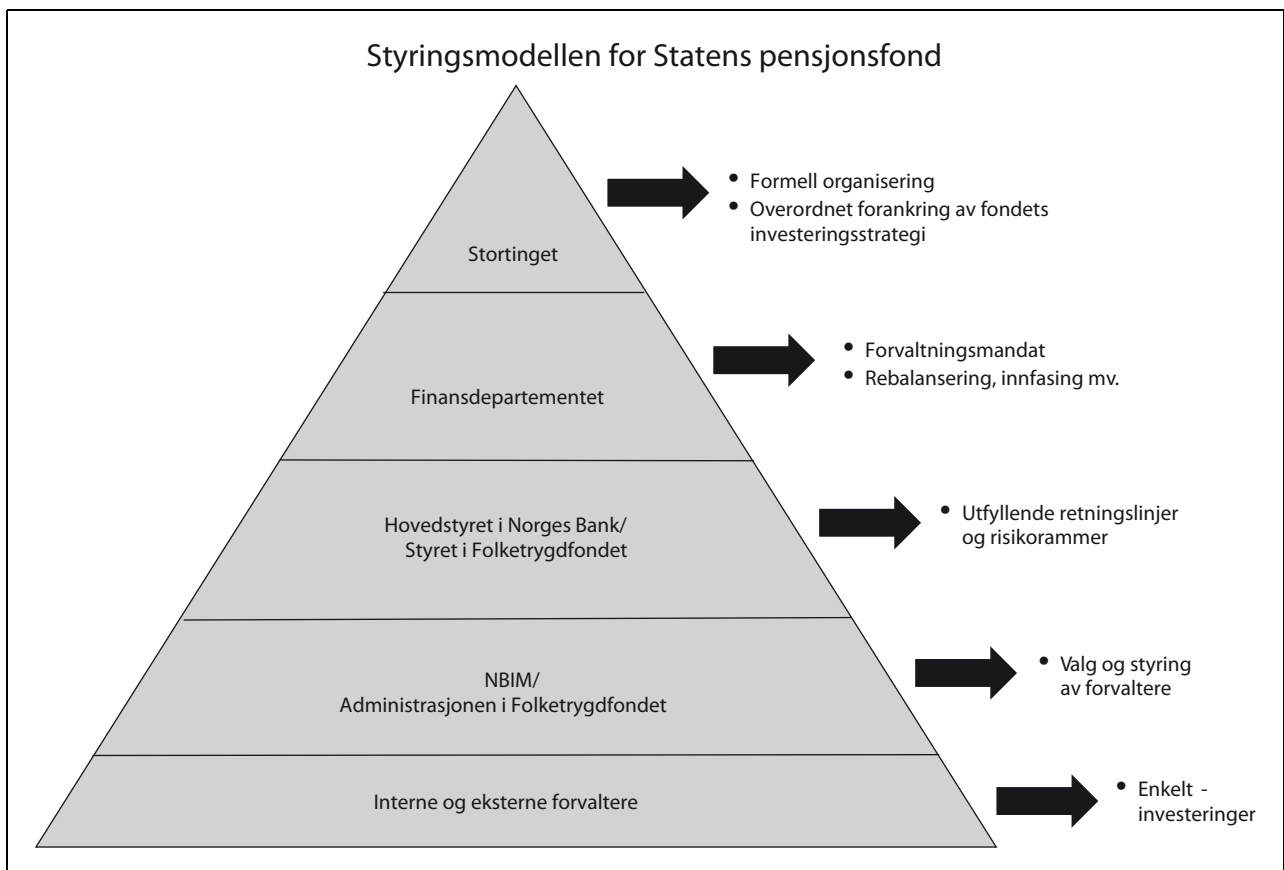 Styringsmodellen for Statens pensjonsfond
Stortinget
• Formell organisering
• Overordnet forankring av fondets
investeringsstrategi
Finansdepartementet
• Forvaltningsmandat
• Rebalansering, innfasing mv.
Hovedstyret i Norges Bank/
Styret i Folketrygdfondet
• Utfyllende retningslinjer
og risikorammer
NBIM/
Administrasjonen i Folketrygdfondet
• Valg og styring
av forvaltere
Interne og eksterne forvaltere
• Enkelt -
investeringer